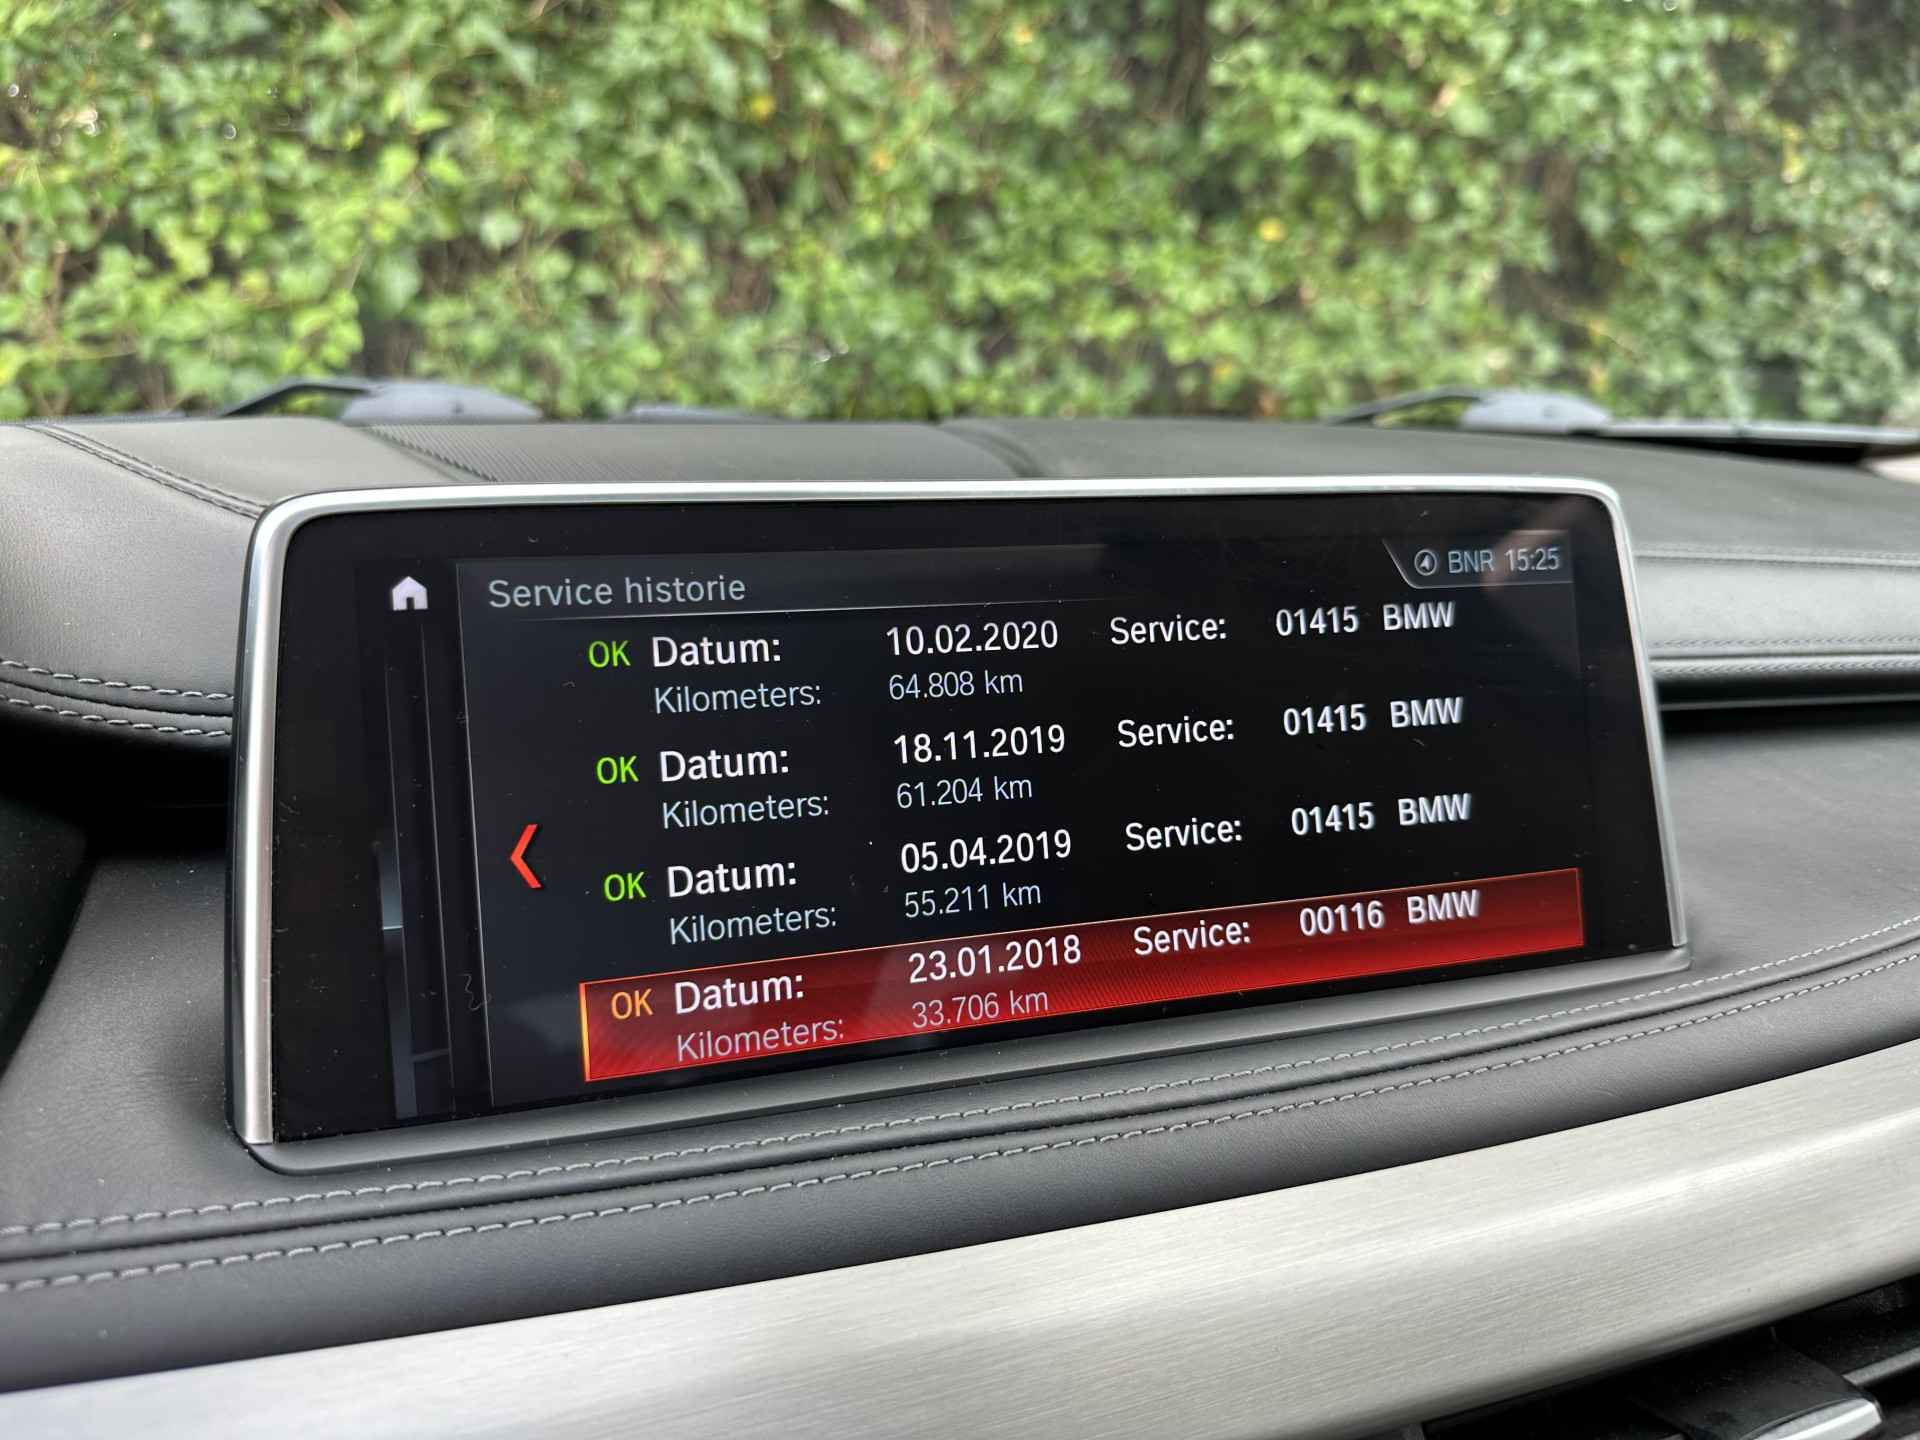 Service historie
BNR 15:25
OK Datum: 10.02.2020 Service: 01415 BMW
Kilometers: 64.808 km
OK Datum: 18.11.2019 Service: 01415 BMW
Kilometers: 61.204 km
OK Datum: 05.04.2019 Service: 01415 BMW
Kilometers: 55.211 km
OK Datum: 23.01.2018 Service: 00116 BMW
Kilometers: 33.706 km